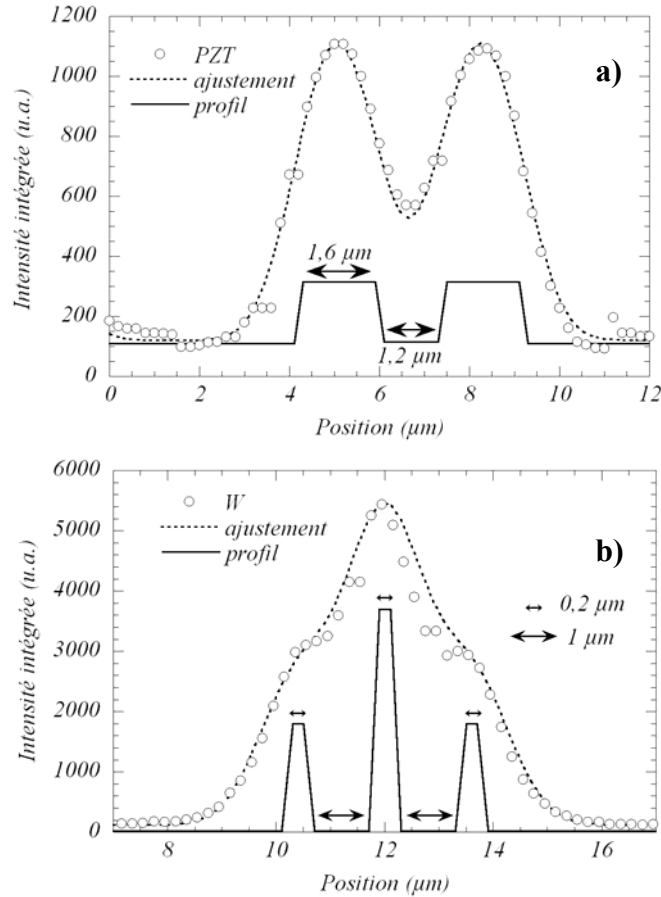 1200
1000
800
600
400
200
0
Intensité intégrée (u.a.)
PZT
ajustement
profil
a)
1,6 µm
1,2 µm
0 2 4 6 8 10 12
Position (µm)
6000
5000
4000
3000
2000
1000
0
Intensité intégrée (u.a.)
W
ajustement
profil
b)
0,2 µm
1 µm
8 10 12 14 16
Position (µm)